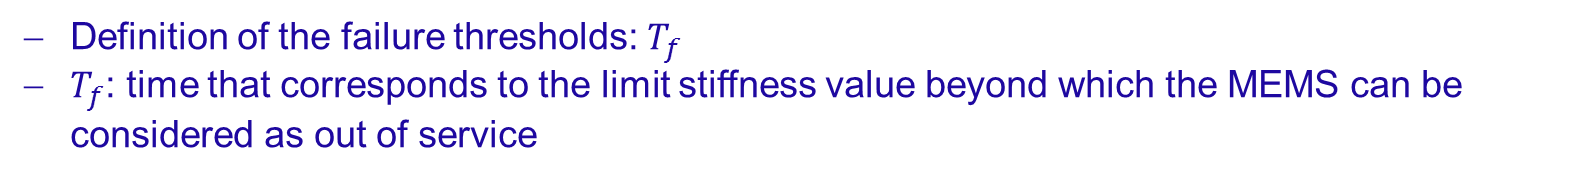 – Definition of the failure thresholds: $T_f$
– $T_f$: time that corresponds to the limit stiffness value beyond which the MEMS can be
considered as out of service